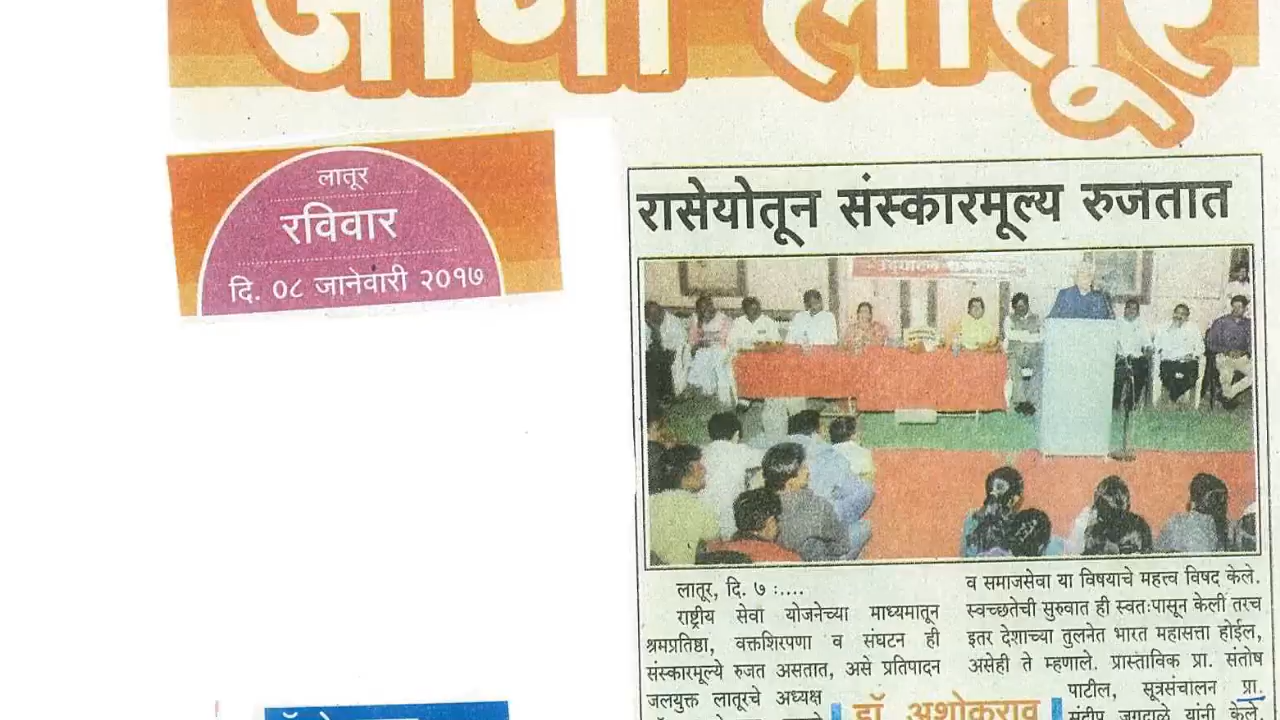 लातूर
लातूर
रविवार
दि. ०८ जानेवारी २०१७
रासेयोतून संस्कारमूल्य रुजतात
लातूर, दि. ७ :....
राष्ट्रीय सेवा योजनेच्या माध्यमातून
श्रमप्रतिष्ठा, वक्तशिरपणा व संघटन ही
संस्कारमूल्ये रुजत असतात, असे प्रतिपादन
जलयुक्त लातूरचे अध्यक्ष
डॉ. अशोकराव
व समाजसेवा या विषयाचे महत्त्व विषद केले.
स्वच्छतेची सुरुवात ही स्वतःपासून केली तरच
इतर देशाच्या तुलनेत भारत महासत्ता होईल,
असेही ते म्हणाले. प्रास्ताविक प्रा. संतोष
पाटील, सूत्रसंचालन प्रा.
संदीप जगदाळे यांनी केले.